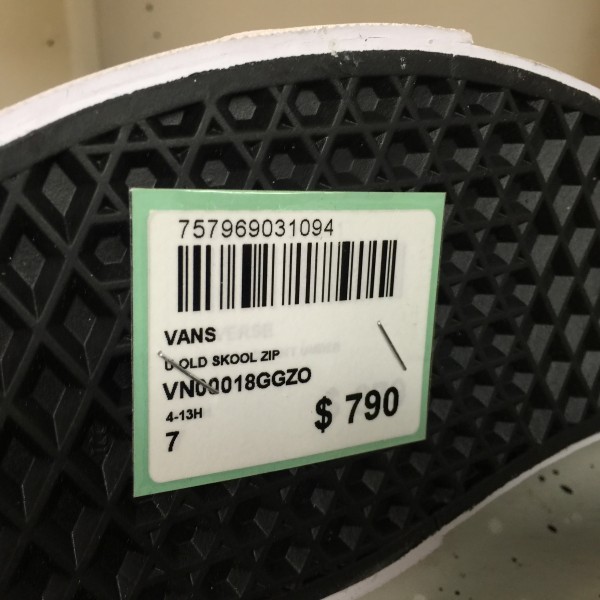 757969031094
VANS
U OLD SKOOL ZIP
VN00018GGZO
4-13H
7
$ 790